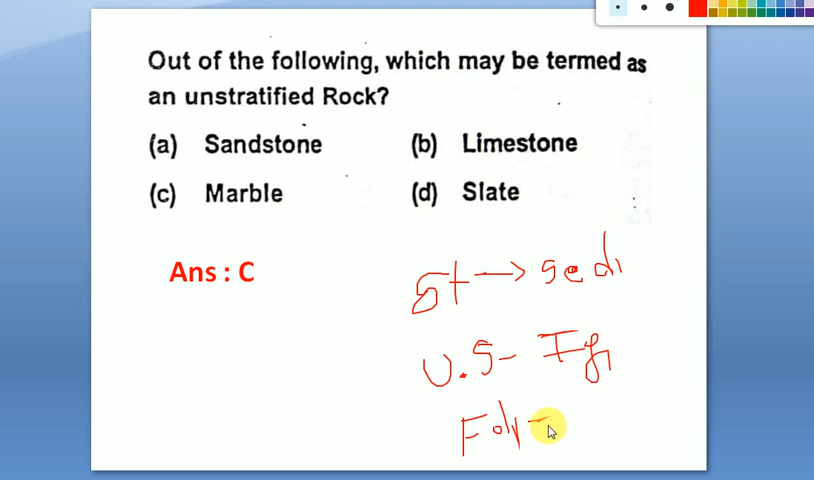 Out of the following, which may be termed as
an unstratified Rock?
(a) Sandstone (b) Limestone
(c) Marble (d) Slate
Ans : C
St → sedi
U.S - Ig,
Foly -